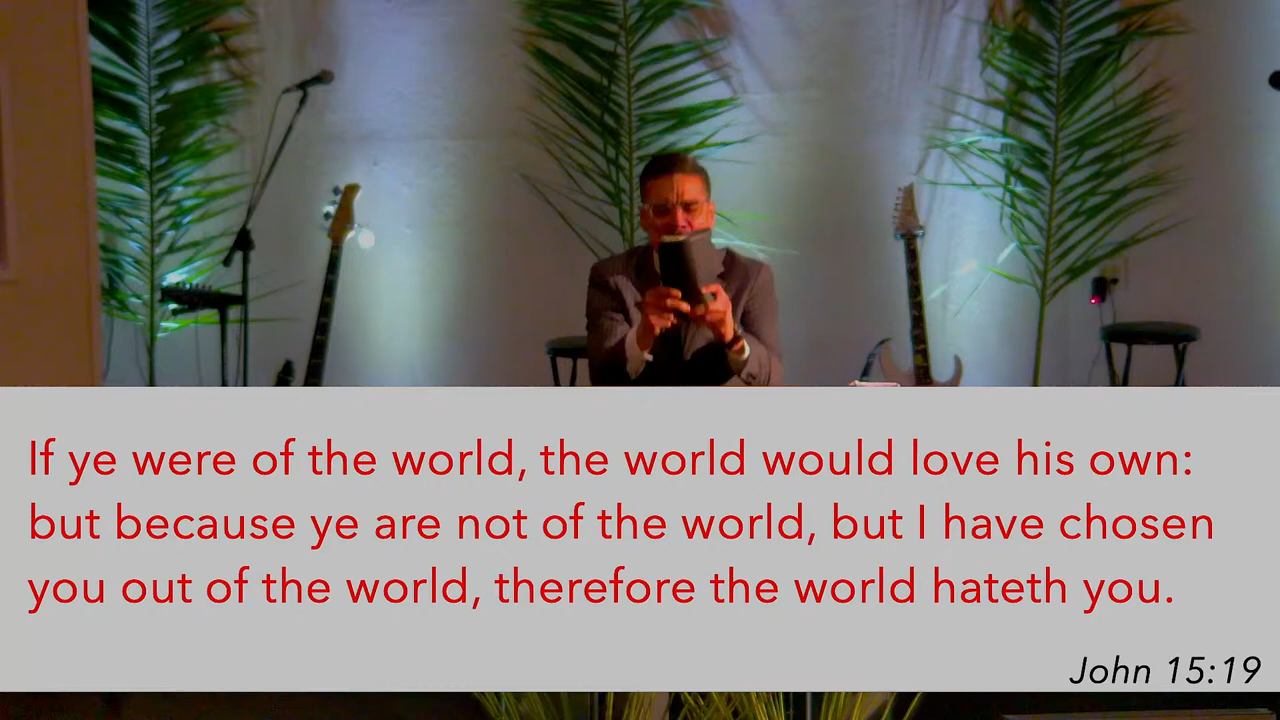 If ye were of the world, the world would love his own:
but because ye are not of the world, but I have chosen
you out of the world, therefore the world hateth you.
John 15:19